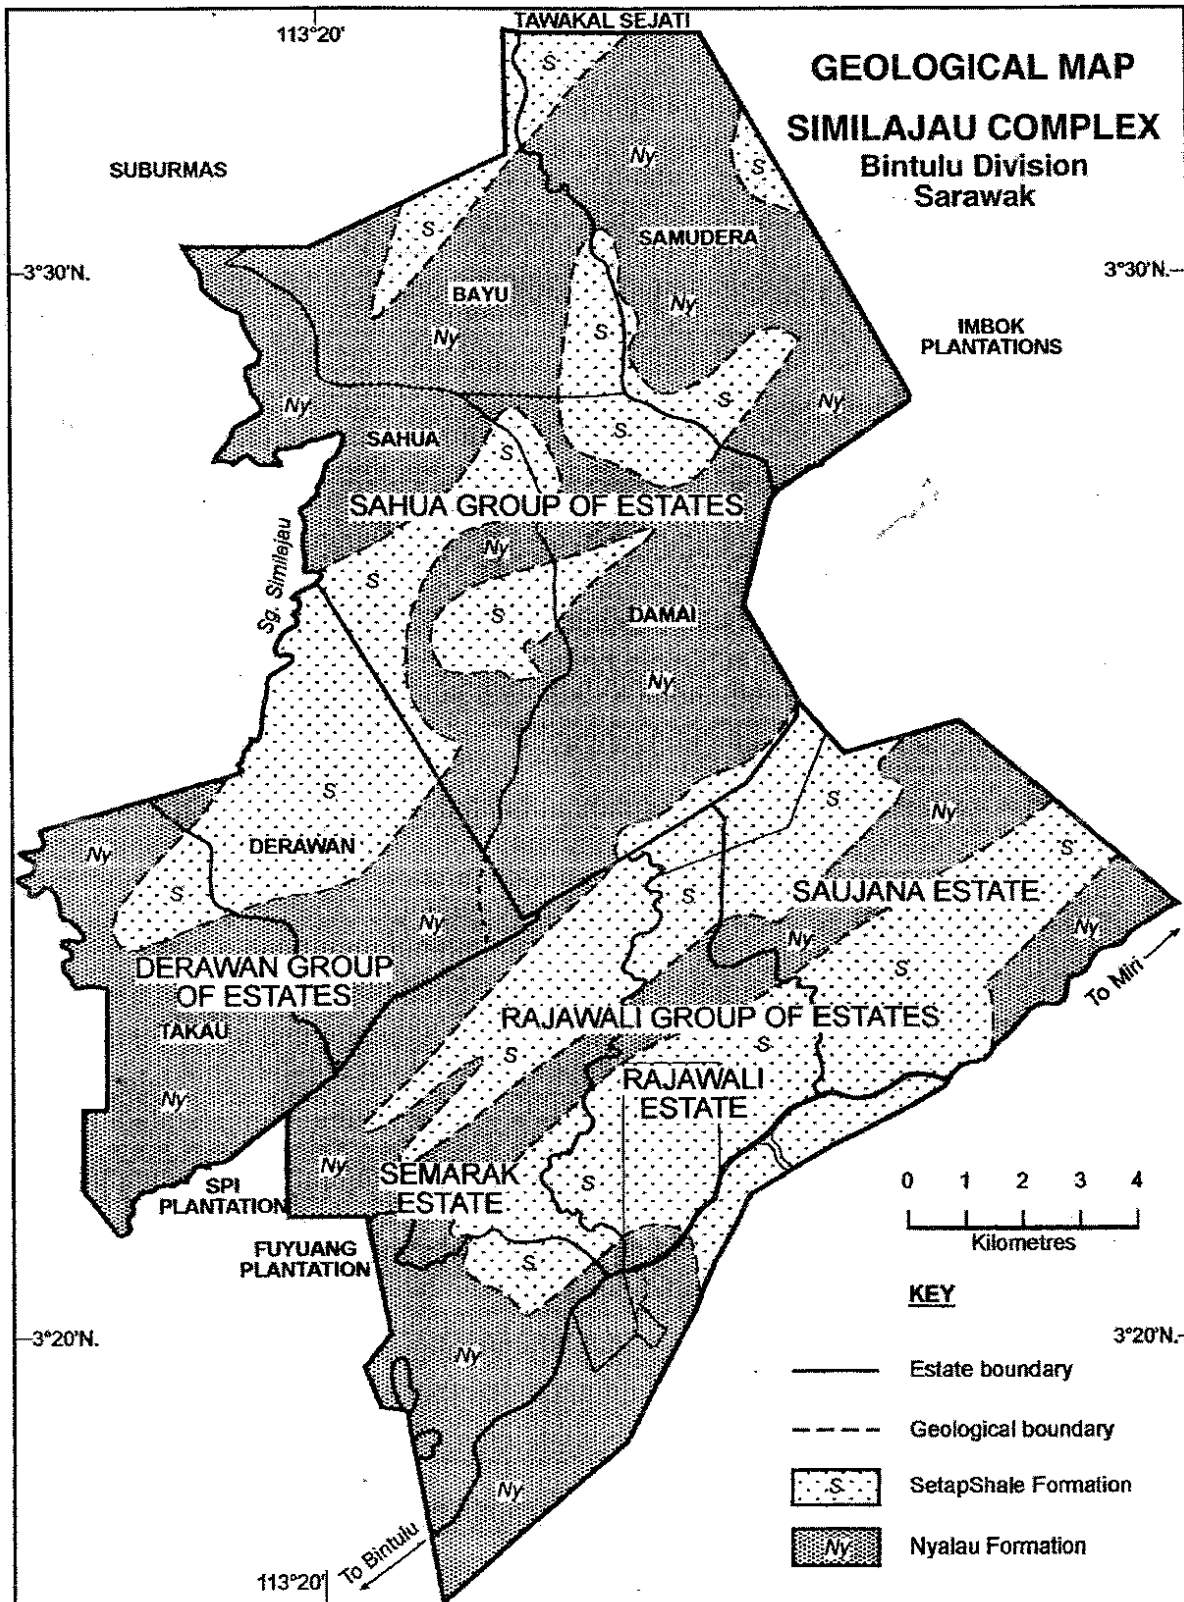 TAWAKAL SEJATI
113°20'
GEOLOGICAL MAP
SIMILAJAU COMPLEX
Bintulu Division
Sarawak
S
Ny
S
SUBURMAS
S
SAMUDERA
3°30'N.
3°30'N.
BAYU
Ny
Ny
S
IMBOK
PLANTATIONS
Ny
S
Ny
SAHUA
S
S
SAHUA GROUP OF ESTATES
Ny
Sg. Similajau
S
S
DAMAI
Ny
S
S
Ny
DERAWAN
Ny
S
S
S
SAUJANA ESTATE
Ny
Ny
Ny
DERAWAN GROUP
OF ESTATES
S
To Miri
TAKAU
RAJAWALI GROUP OF ESTATES
S
S
RAJAWALI
ESTATE
Ny
Ny
SEMARAK
ESTATE
S
SPI
PLANTATION
0 1 2 3 4
Kilometres
FUYUANG
PLANTATION
S
KEY
3°20'N.
3°20'N.
Ny
Estate boundary
Geological boundary
Ny
S
SetapShale Formation
To Bintulu
Ny
Nyalau Formation
113°20'